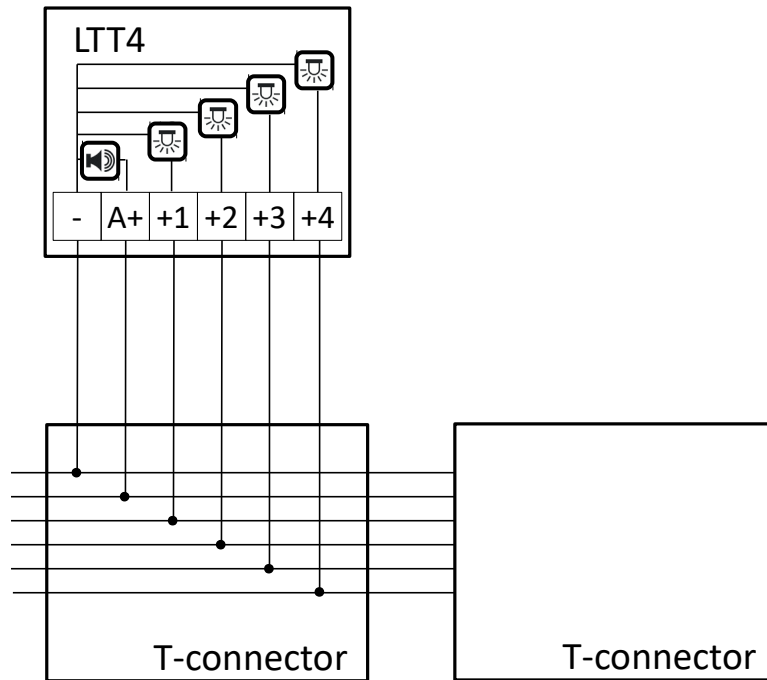 LTT4
- A+ +1 +2 +3 +4
T-connector T-connector